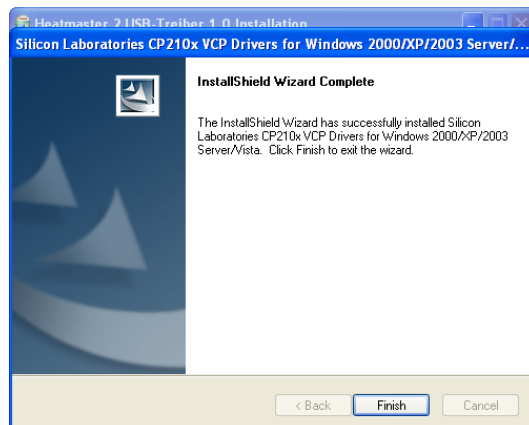 Heatmaster 2 USB-Treiber 1.0 Installation
Silicon Laboratories CP210x VCP Drivers for Windows 2000/XP/2003 Server/...
InstallShield Wizard Complete
The InstallShield Wizard has successfully installed Silicon
Laboratories CP210x VCP Drivers for Windows 2000/XP/2003
Server/Vista. Click Finish to exit the wizard.
< Back
Finish
Cancel